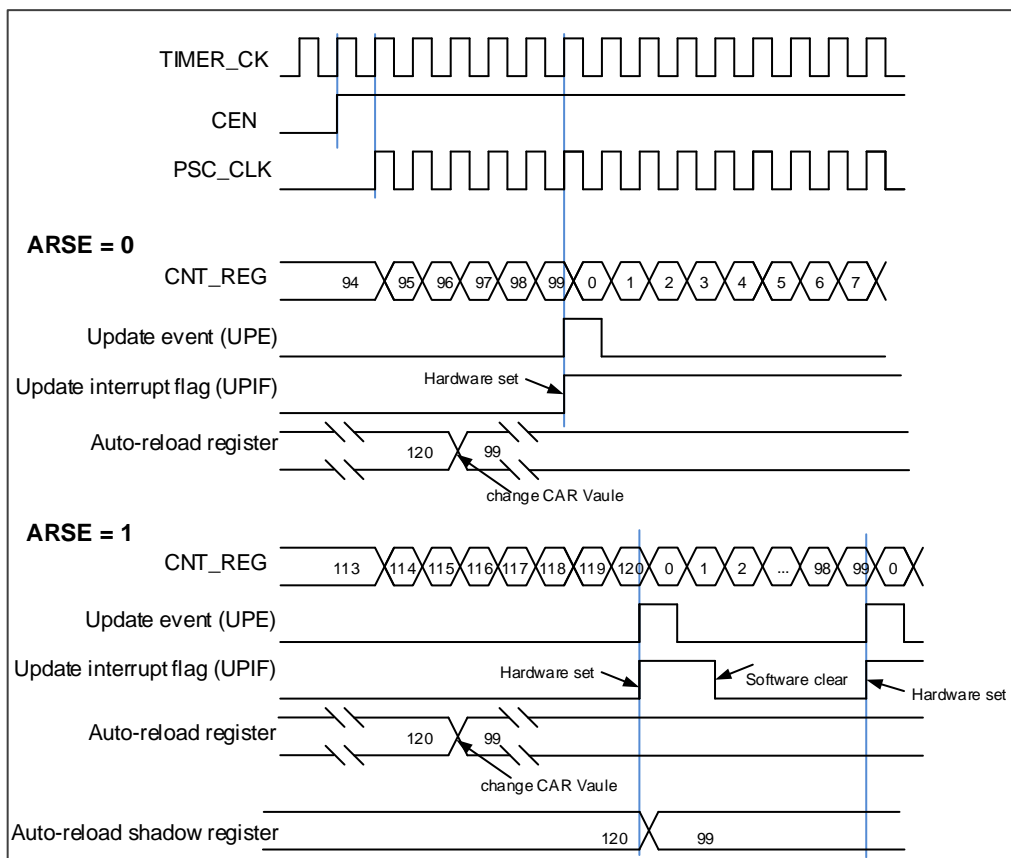 TIMER_CK
CEN
PSC_CLK
ARSE = 0
CNT_REG 94 95 96 97 98 99 0 1 2 3 4 5 6 7
Update event (UPE)
Update interrupt flag (UPIF) Hardware set
Auto-reload register 120 99
change CAR Vaule
ARSE = 1
CNT_REG 113 114 115 116 117 118 119 120 0 1 2 ... 98 99 0
Update event (UPE)
Update interrupt flag (UPIF) Hardware set Software clear Hardware set
Auto-reload register 120 99
change CAR Vaule
Auto-reload shadow register 120 99